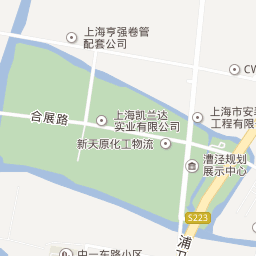 上海亨强卷管
配套公司
CW
合展路
上海凯兰达
实业有限公司
上海市安装
工程有限
新天原化工物流
漕泾规划
展示中心
S223
浦卫
中一东路小区